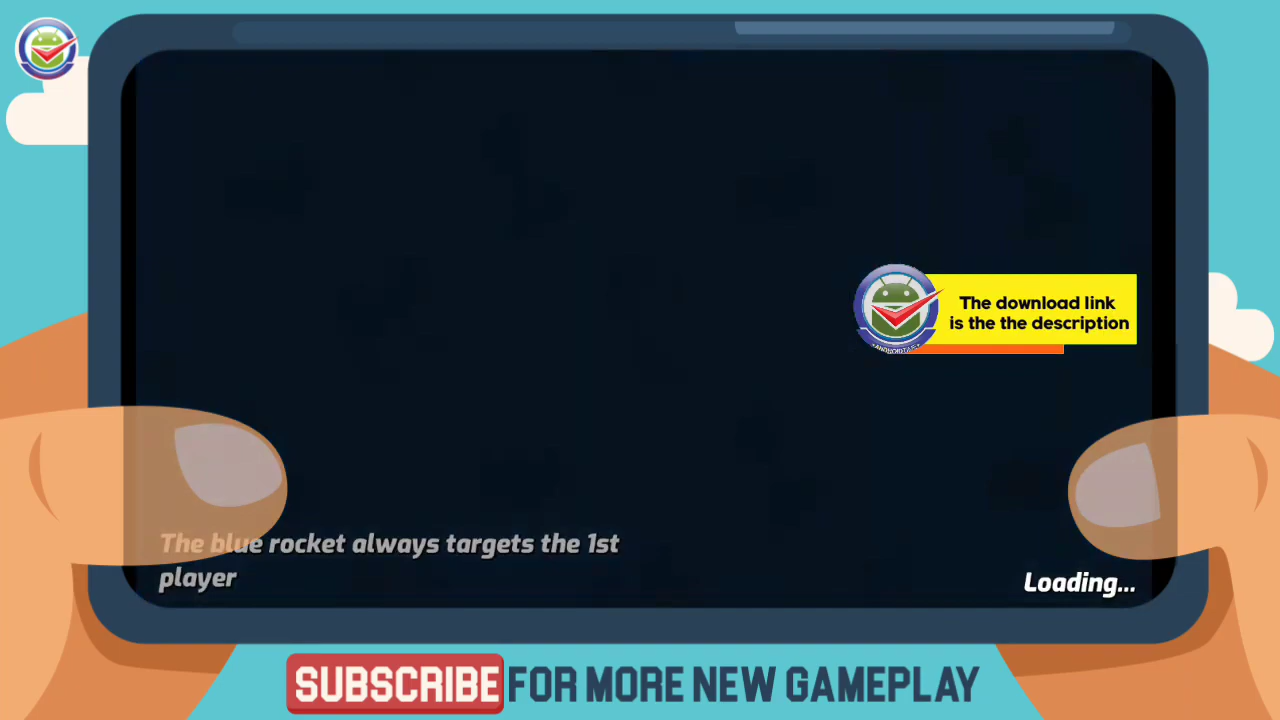 The download link
is the the description
The blue rocket always targets the 1st
player
Loading...
SUBSCRIBE FOR MORE NEW GAMEPLAY